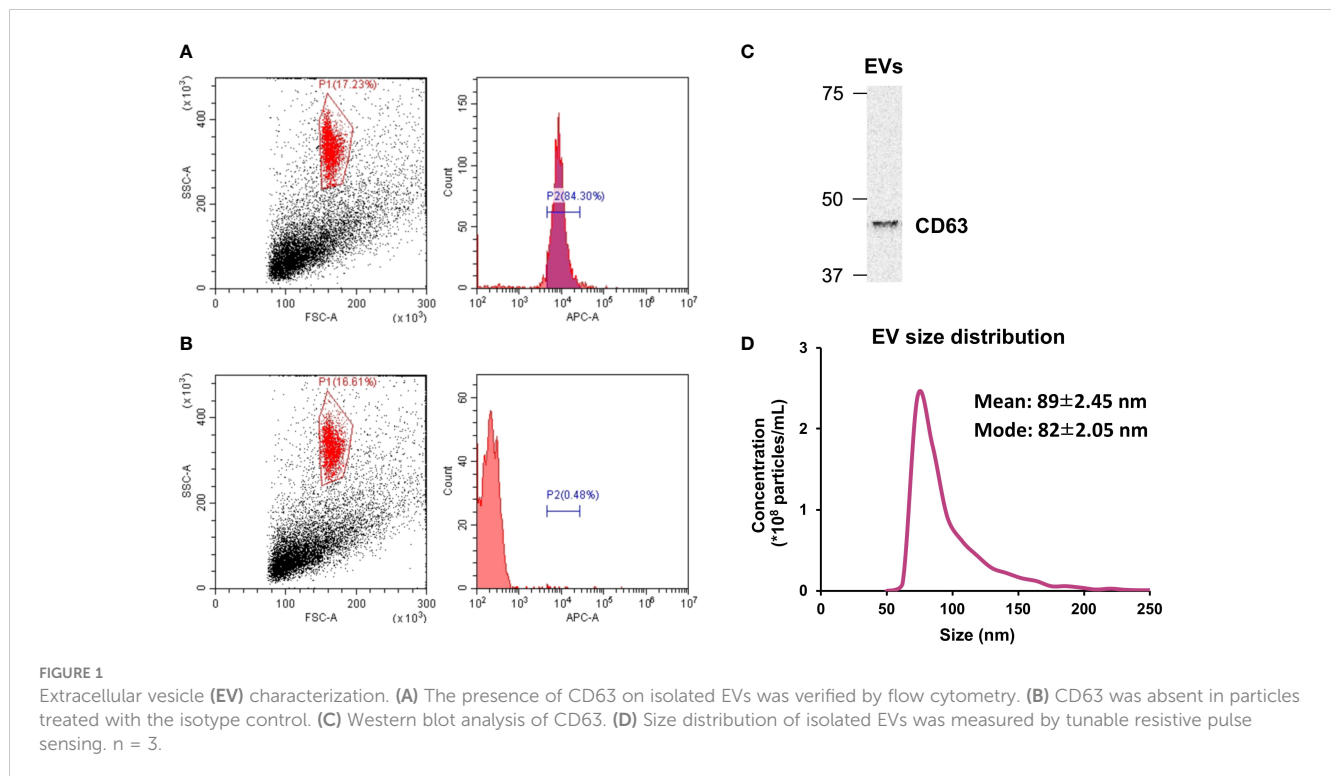 A
P1(17.23%)
(x 10³)
SSC-A
400
200
0
100
200
300
FSC-A
(x 10³)
Count
150
100
50
0
P2(84.30%)
10² 10³ 10⁴ 10⁵ 10⁶ 10⁷
APC-A
B
P1(16.61%)
(x 10³)
SSC-A
400
200
0
100
200
300
FSC-A
(x 10³)
Count
60
40
20
0
P2(0.48%)
10² 10³ 10⁴ 10⁵ 10⁶ 10⁷
APC-A
C
EVs
75
50
37
CD63
D
EV size distribution
Mean: 89±2.45 nm
Mode: 82±2.05 nm
Concentration
(*10⁸ particles/mL)
3
2
1
0
0 50 100 150 200 250
Size (nm)
FIGURE 1
Extracellular vesicle (EV) characterization. (A) The presence of CD63 on isolated EVs was verified by flow cytometry. (B) CD63 was absent in particles
treated with the isotype control. (C) Western blot analysis of CD63. (D) Size distribution of isolated EVs was measured by tunable resistive pulse
sensing. n = 3.